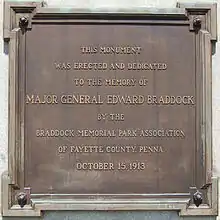 THIS MONUMENT
WAS ERECTED AND DEDICATED
TO THE MEMORY OF
MAJOR GENERAL EDWARD BRADDOCK
BY THE
BRADDOCK MEMORIAL PARK ASSOCIATION
OF FAYETTE COUNTY, PENNA.
OCTOBER 15, 1913